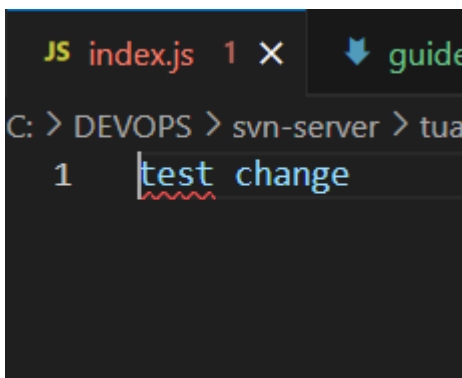 JS index.js 1 × guide
C: > DEVOPS > svn-server > tua
1 test change